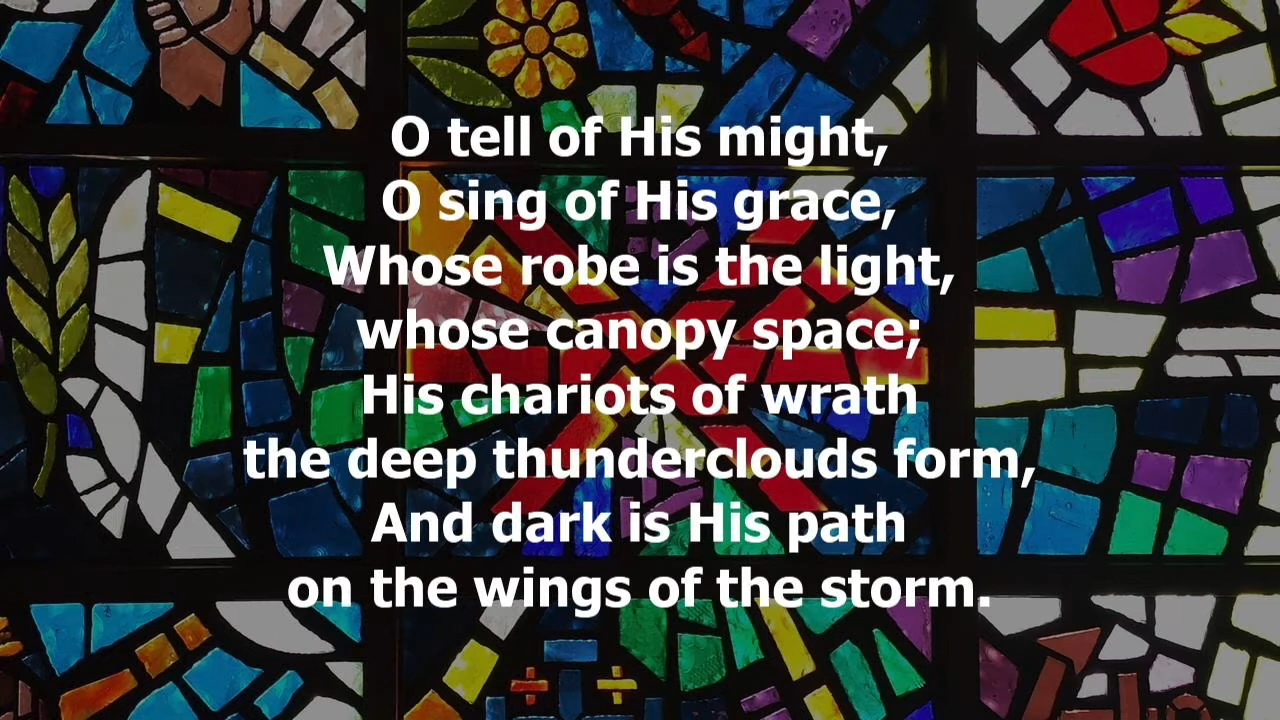 O tell of His might,
O sing of His grace,
Whose robe is the light,
whose canopy space;
His chariots of wrath
the deep thunderclouds form,
And dark is His path
on the wings of the storm.